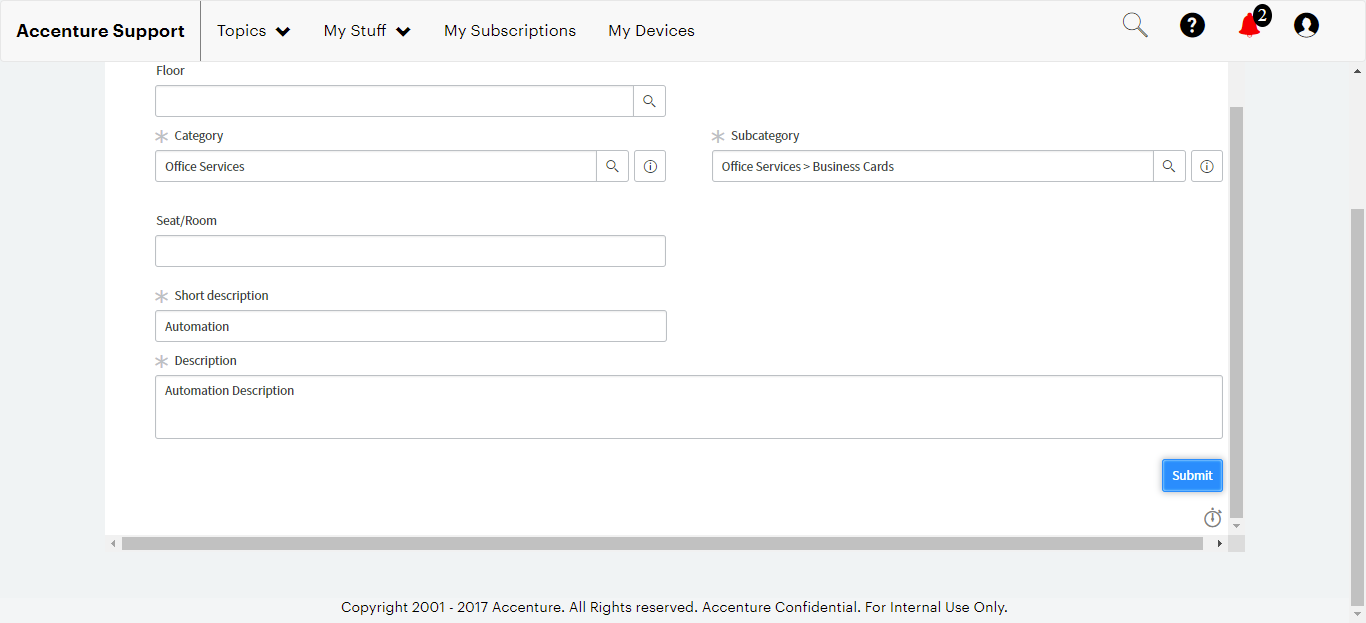 Accenture Support Topics My Stuff My Subscriptions My Devices 2
Floor
Category Subcategory
Office Services Office Services > Business Cards
Seat/Room
Short description
Automation
Description
Automation Description
Submit
Copyright 2001 - 2017 Accenture. All Rights reserved. Accenture Confidential. For Internal Use Only.